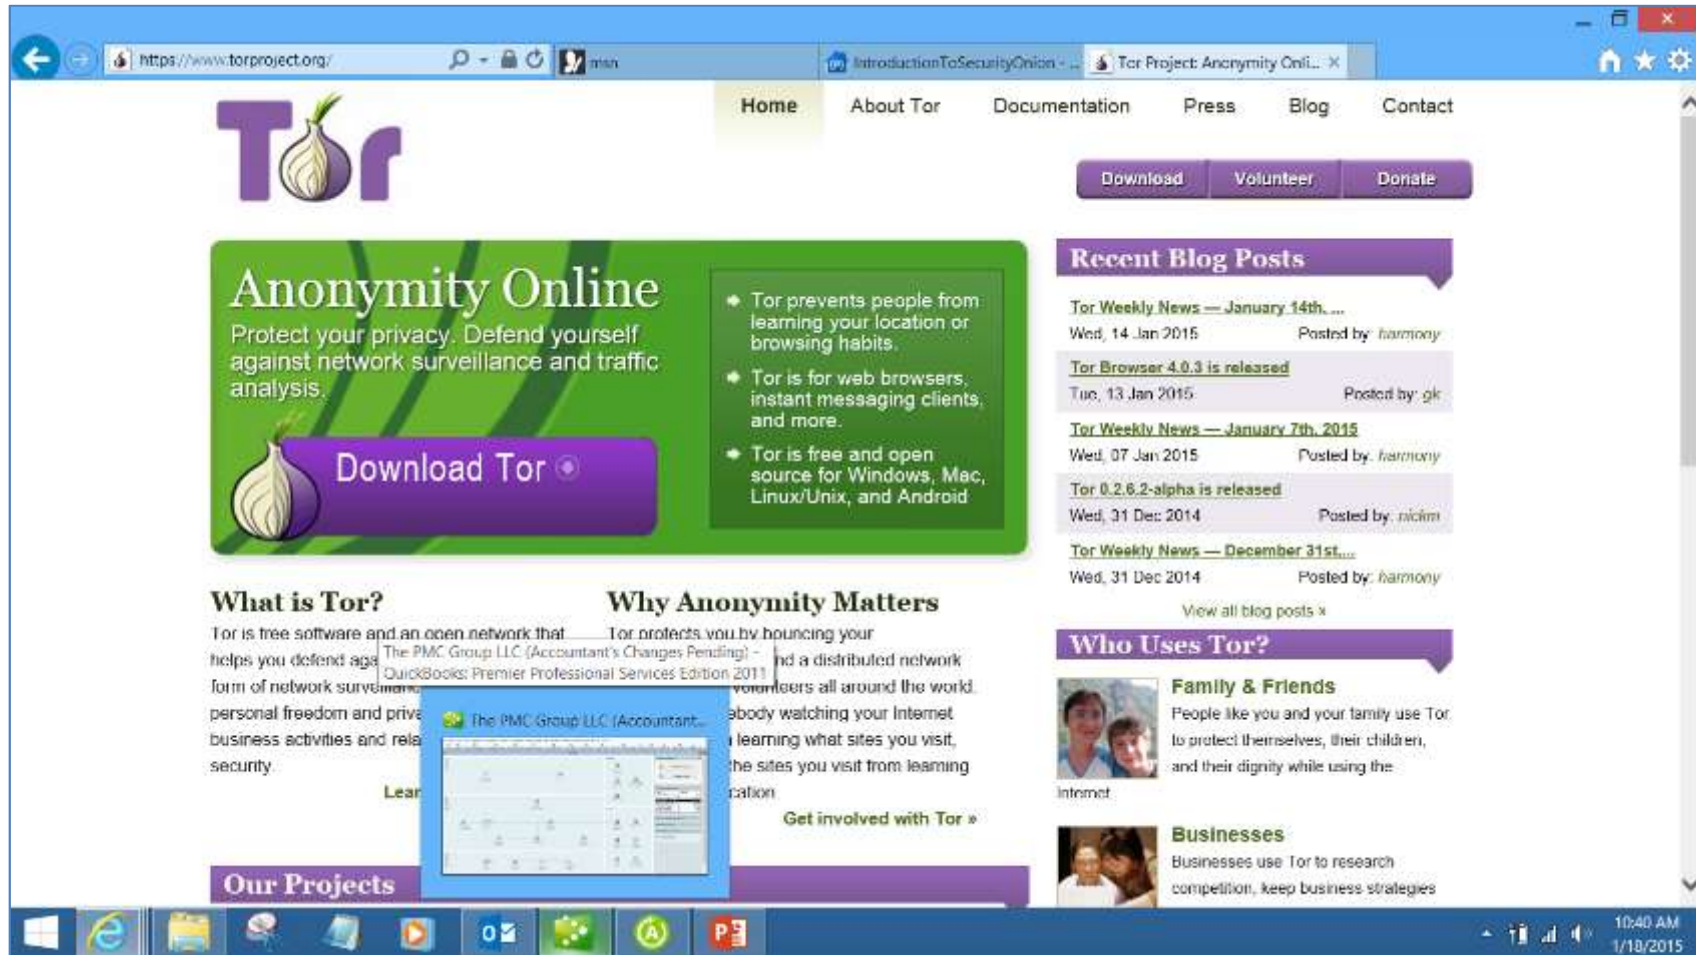 https://www.torproject.org/
msn
IntroductionToSecurityOnion - ...
Tor Project: Anonymity Onli...
Tor
Home
About Tor
Documentation
Press
Blog
Contact
Download
Volunteer
Donate
Anonymity Online
Protect your privacy. Defend yourself
against network surveillance and traffic
analysis.
Download Tor
Tor prevents people from
learning your location or
browsing habits.
Tor is for web browsers,
instant messaging clients,
and more.
Tor is free and open
source for Windows, Mac,
Linux/Unix, and Android
Recent Blog Posts
Tor Weekly News — January 14th, ...
Wed, 14 Jan 2015 Posted by: harmony
Tor Browser 4.0.3 is released
Tue, 13 Jan 2015 Posted by: gk
Tor Weekly News — January 7th, 2015
Wed, 07 Jan 2015 Posted by: harmony
Tor 0.2.6.2-alpha is released
Wed, 31 Dec 2014 Posted by:
Tor Weekly News — December 31st,...
Wed, 31 Dec 2014 Posted by: harmony
View all blog posts »
What is Tor?
Tor is free software and an open network that
helps you defend aga
form of network surveillanc
personal freedom and priva
business activities and rela
security.
Lear
Why Anonymity Matters
Tor protects you by bouncing your
nd a distributed network
volunteers all around the world.
ebody watching your Internet
learning what sites you visit,
the sites you visit from learning
cation
Get involved with Tor »
The PMC Group LLC (Accountant's Changes Pending) -
QuickBooks: Premier Professional Services Edition 2011
The PMC Group LLC (Accountant...
Who Uses Tor?
Family & Friends
People like you and your family use Tor
to protect themselves, their children,
and their dignity while using the
Internet
Businesses
Businesses use Tor to research
competition, keep business strategies
Our Projects
10:40 AM
1/18/2015